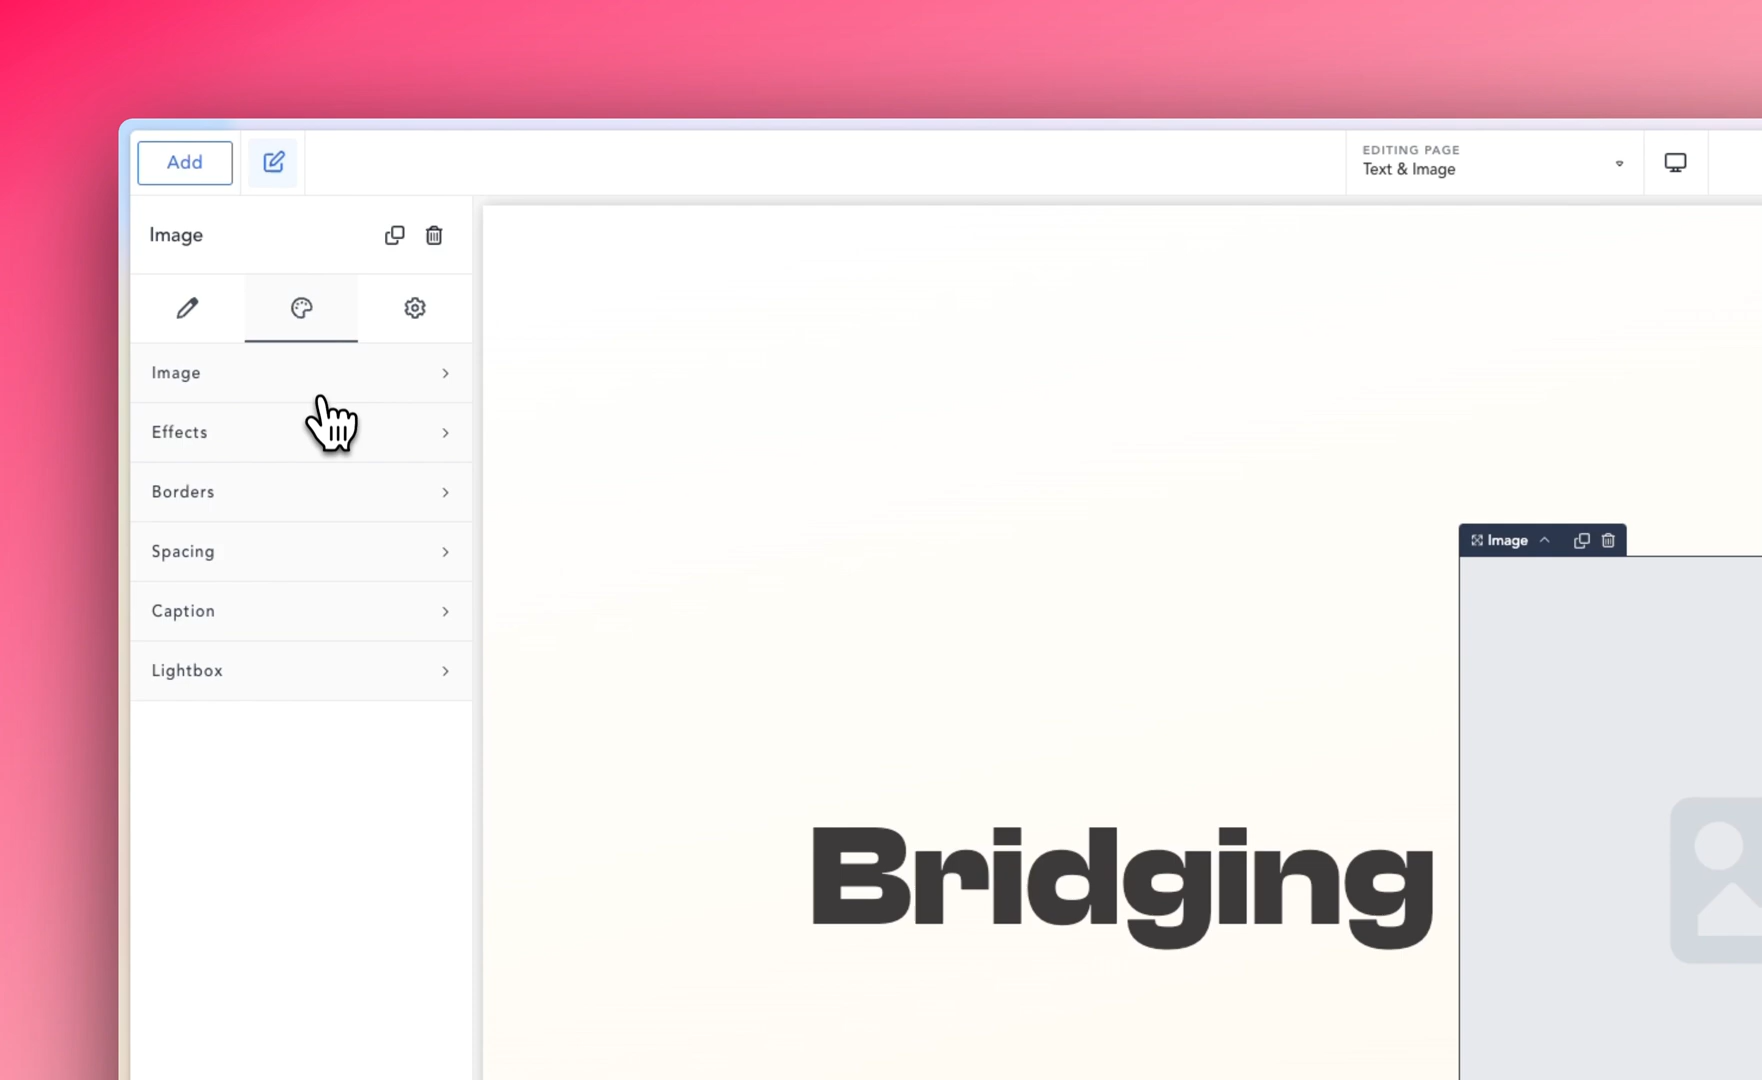 Add
EDITING PAGE
Text & Image
Image
Image
Effects
Borders
Spacing
Caption
Lightbox
Image
Bridging